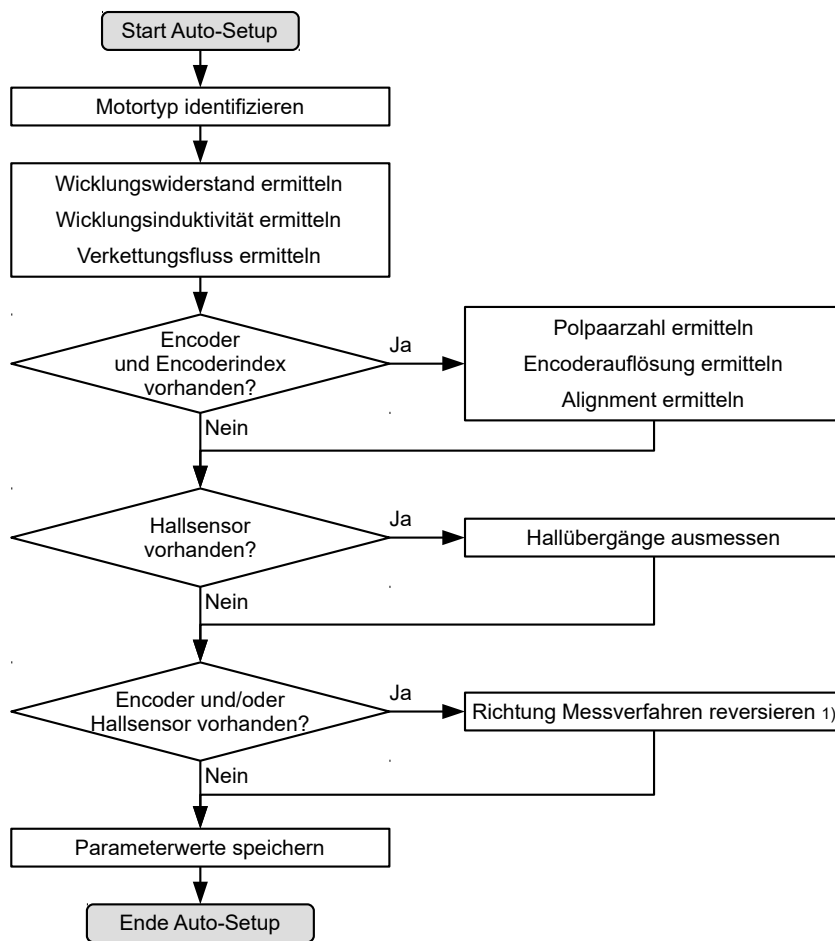 Start Auto-Setup
Motortyp identifizieren
Wicklungswiderstand ermitteln
Wicklungsinduktivität ermitteln
Verkettungsfluss ermitteln
Encoder
und Encoderindex
vorhanden?
Ja
Polpaarzahl ermitteln
Encoderauflösung ermitteln
Alignment ermitteln
Nein
Hallsensor
vorhanden?
Ja
Hallübergänge ausmessen
Nein
Encoder und/oder
Hallsensor vorhanden?
Ja
Richtung Messverfahren reversieren 1)
Nein
Parameterwerte speichern
Ende Auto-Setup